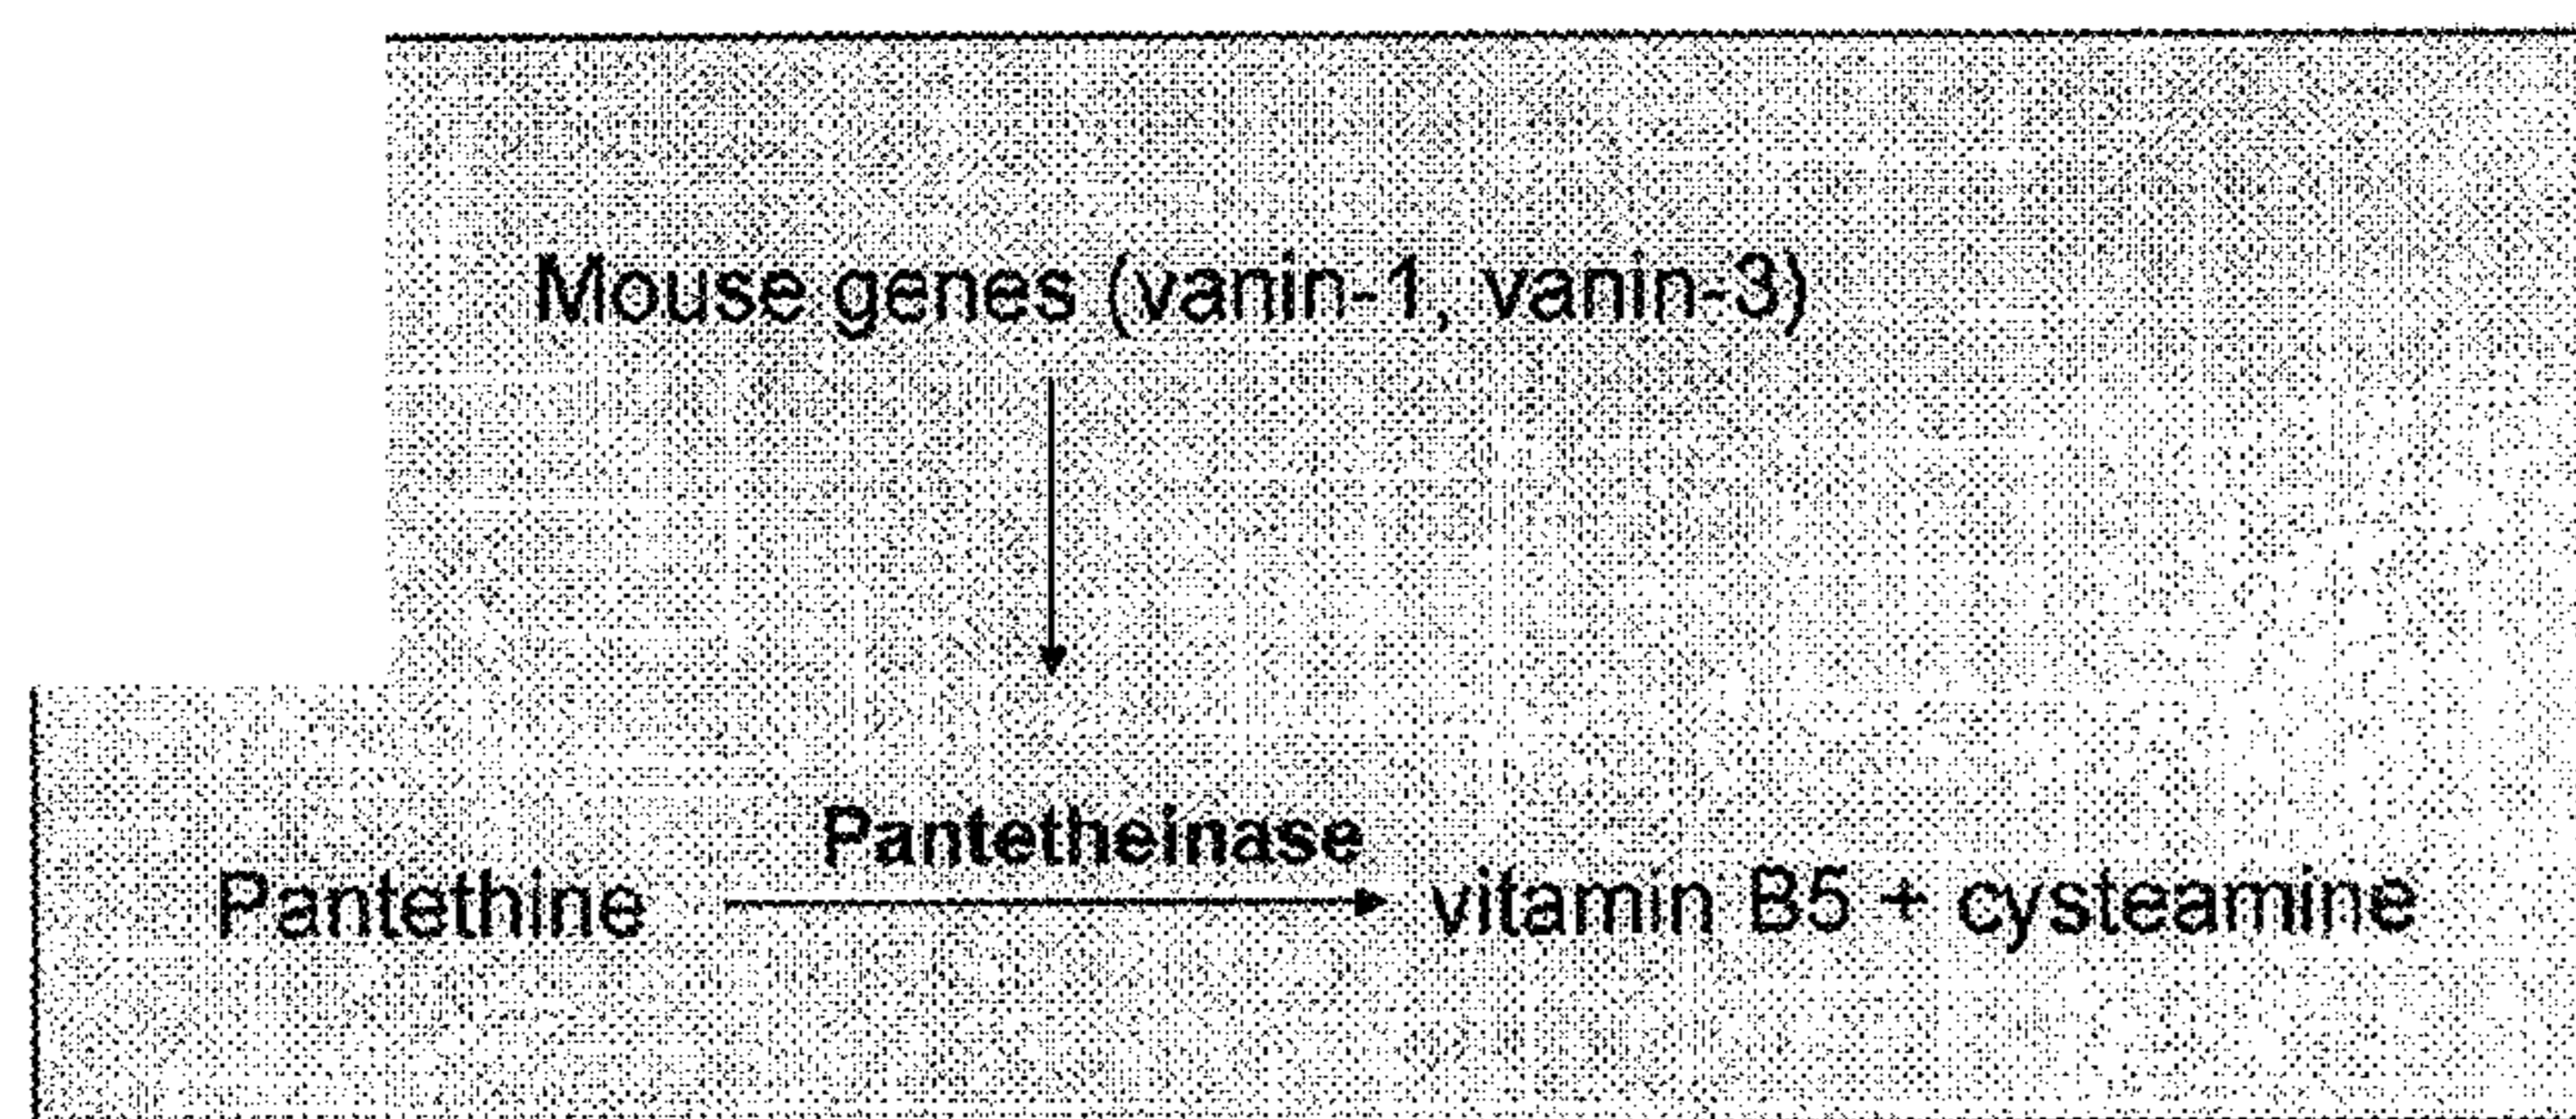 Mouse genes (vanin-1, vanin-3)
Pantetheinase
Pantethine vitamin B5 + cysteamine